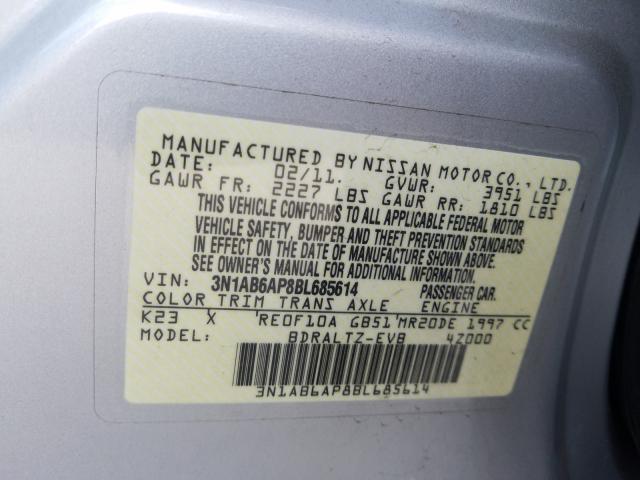 MANUFACTURED BY NISSAN MOTOR CO., LTD.
DATE: 02/11. GVWR: 3951 LBS
GAWR FR: 2227 LBS GAWR RR: 1810 LBS
THIS VEHICLE CONFORMS TO ALL APPLICABLE FEDERAL MOTOR
VEHICLE SAFETY, BUMPER AND THEFT PREVENTION STANDARDS
IN EFFECT ON THE DATE OF MANUFACTURE SHOWN ABOVE.
SEE OWNER'S MANUAL FOR ADDITIONAL INFORMATION.
VIN: 3N1AB6AP8BL685614 PASSENGER CAR.
COLOR TRIM TRANS AXLE ENGINE
K23 X 'RE0F10A GB51'MR20DE 1997 CC
MODEL: BDRALTZ-EVB 4Z000
3N1AB6AP8BL685614